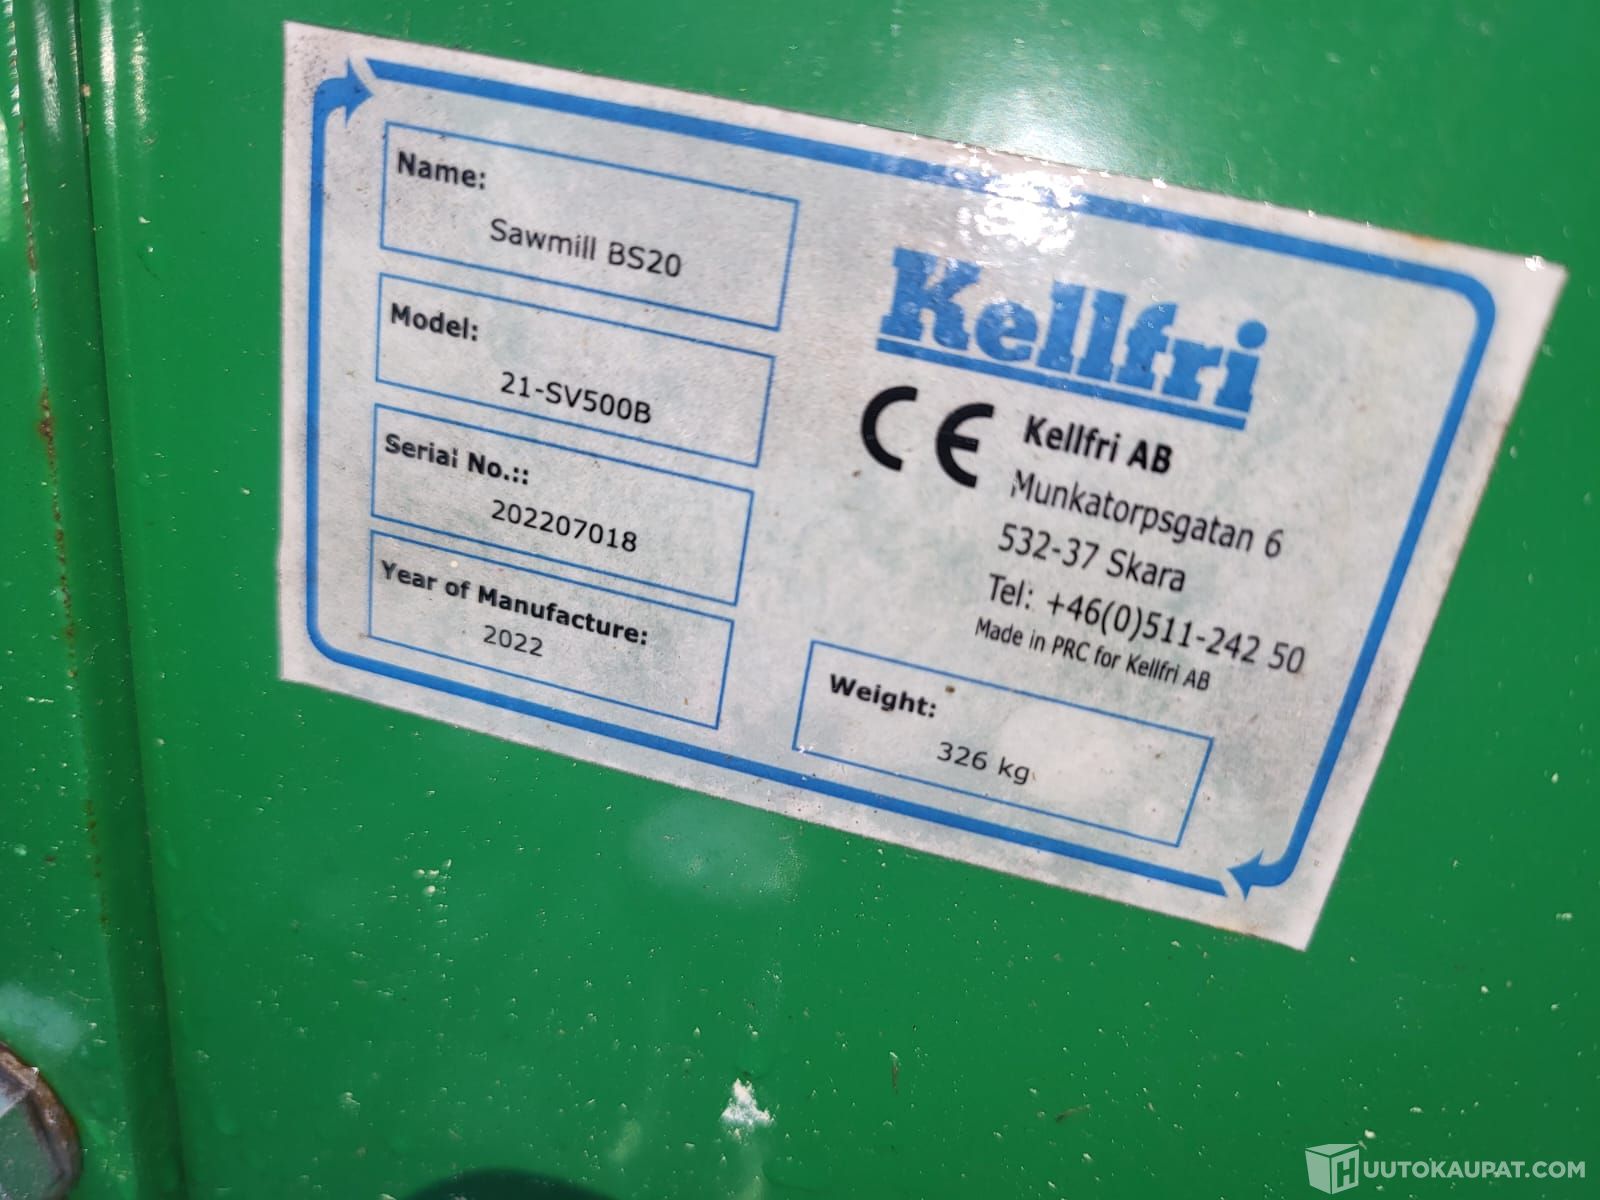 Name:
Sawmill BS20
Model:
21-SV500B
Serial No.::
202207018
Year of Manufacture:
2022
Kellfri
CE
Kellfri AB
Munkatorpsgatan 6
532-37 Skara
Tel: +46(0)511-242 50
Made in PRC for Kellfri AB
Weight:
326 kg
HUUTOKAUPAT.COM